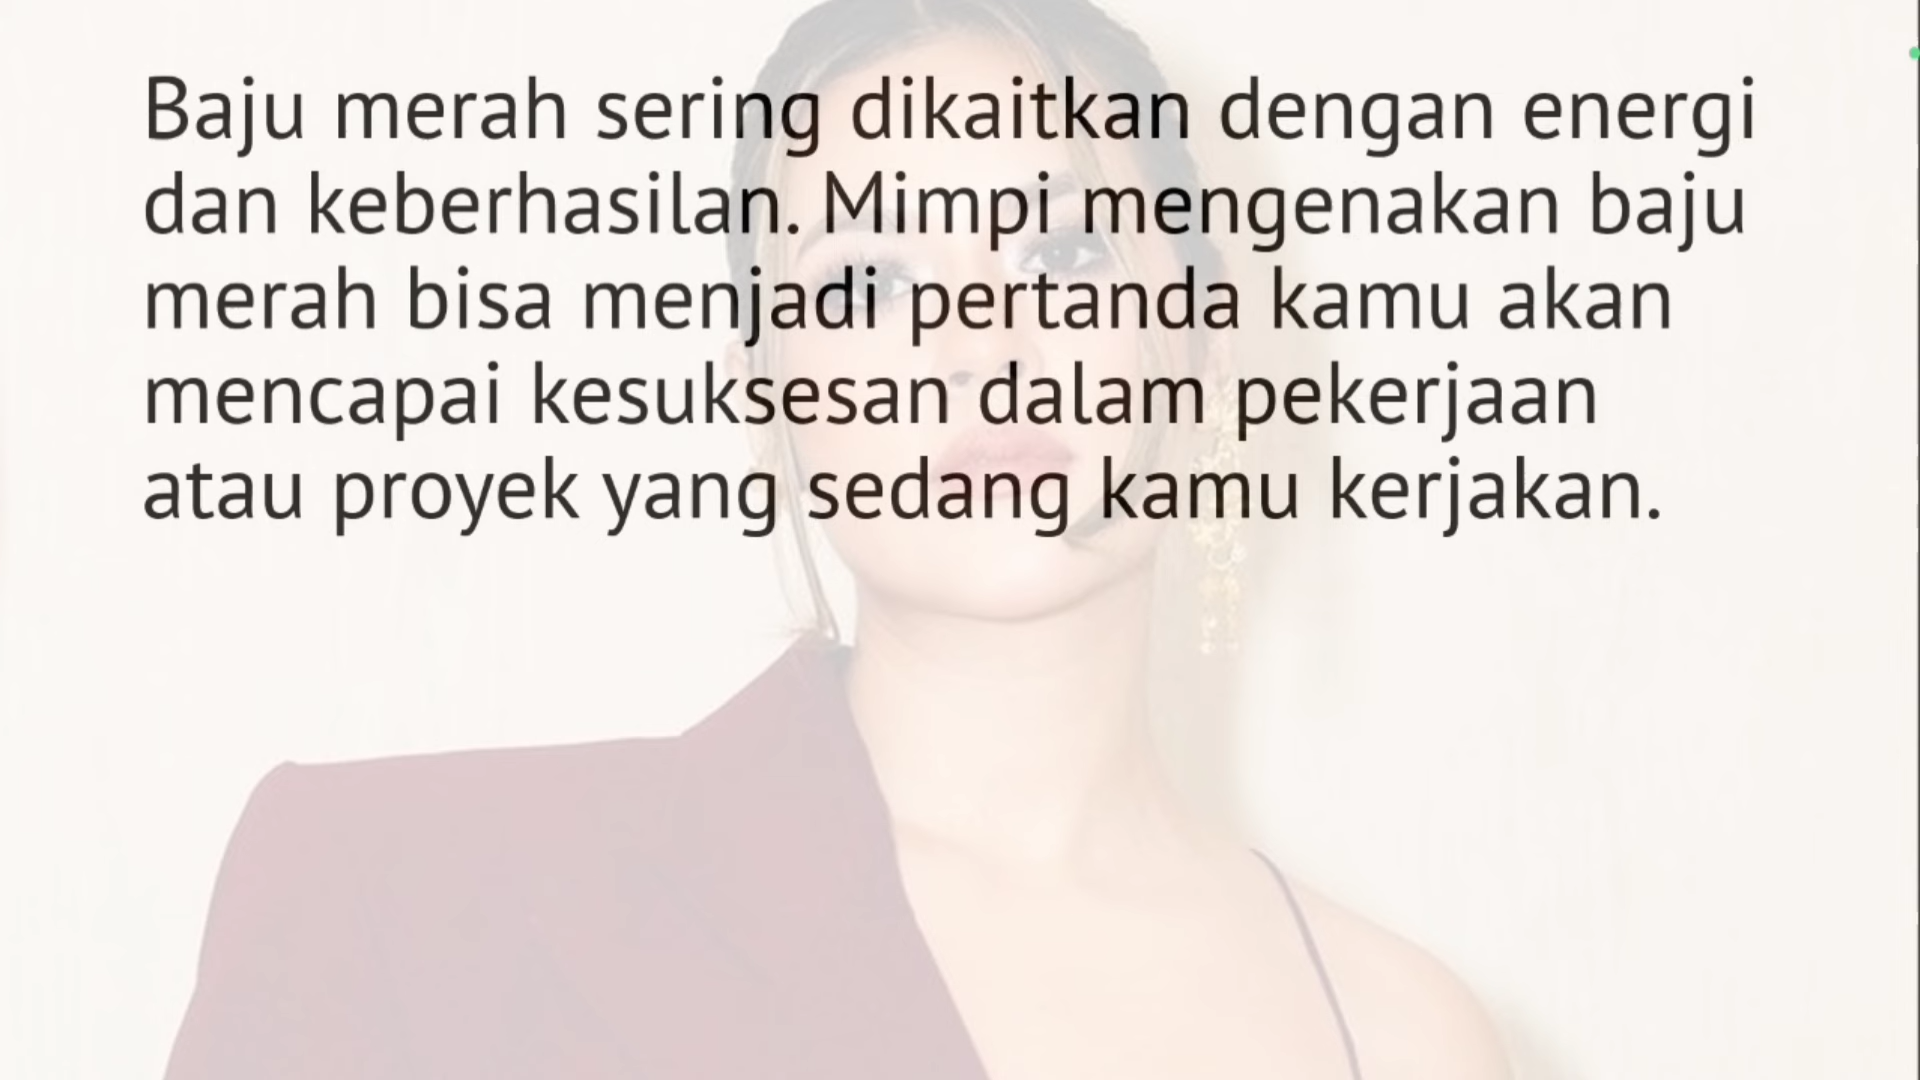 Baju merah sering dikaitkan dengan energi
dan keberhasilan. Mimpi mengenakan baju
merah bisa menjadi pertanda kamu akan
mencapai kesuksesan dalam pekerjaan
atau proyek yang sedang kamu kerjakan.